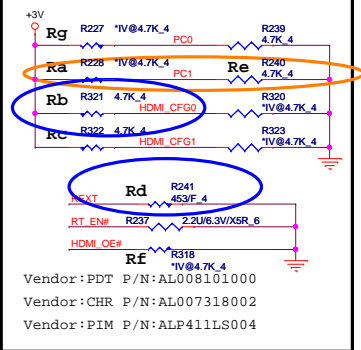 +3V
Rg R227 *IV@4.7K_4 PC0 R239 4.7K_4
Ra R228 *IV@4.7K_4 PC1 Re R240 4.7K_4
Rb R321 4.7K_4 HDMI_CFG0 R320 *IV@4.7K_4
Rc R322 4.7K_4 HDMI_CFG1 R323 *IV@4.7K_4
REXT Rd R241 453/F_4
RT_EN# R237 2.2U/6.3V/X5R_6
HDMI_OE# Rf R318 *IV@4.7K_4
Vendor:PDT P/N:AL008101000
Vendor:CHR P/N:AL007318002
Vendor:PIM P/N:ALP411LS004